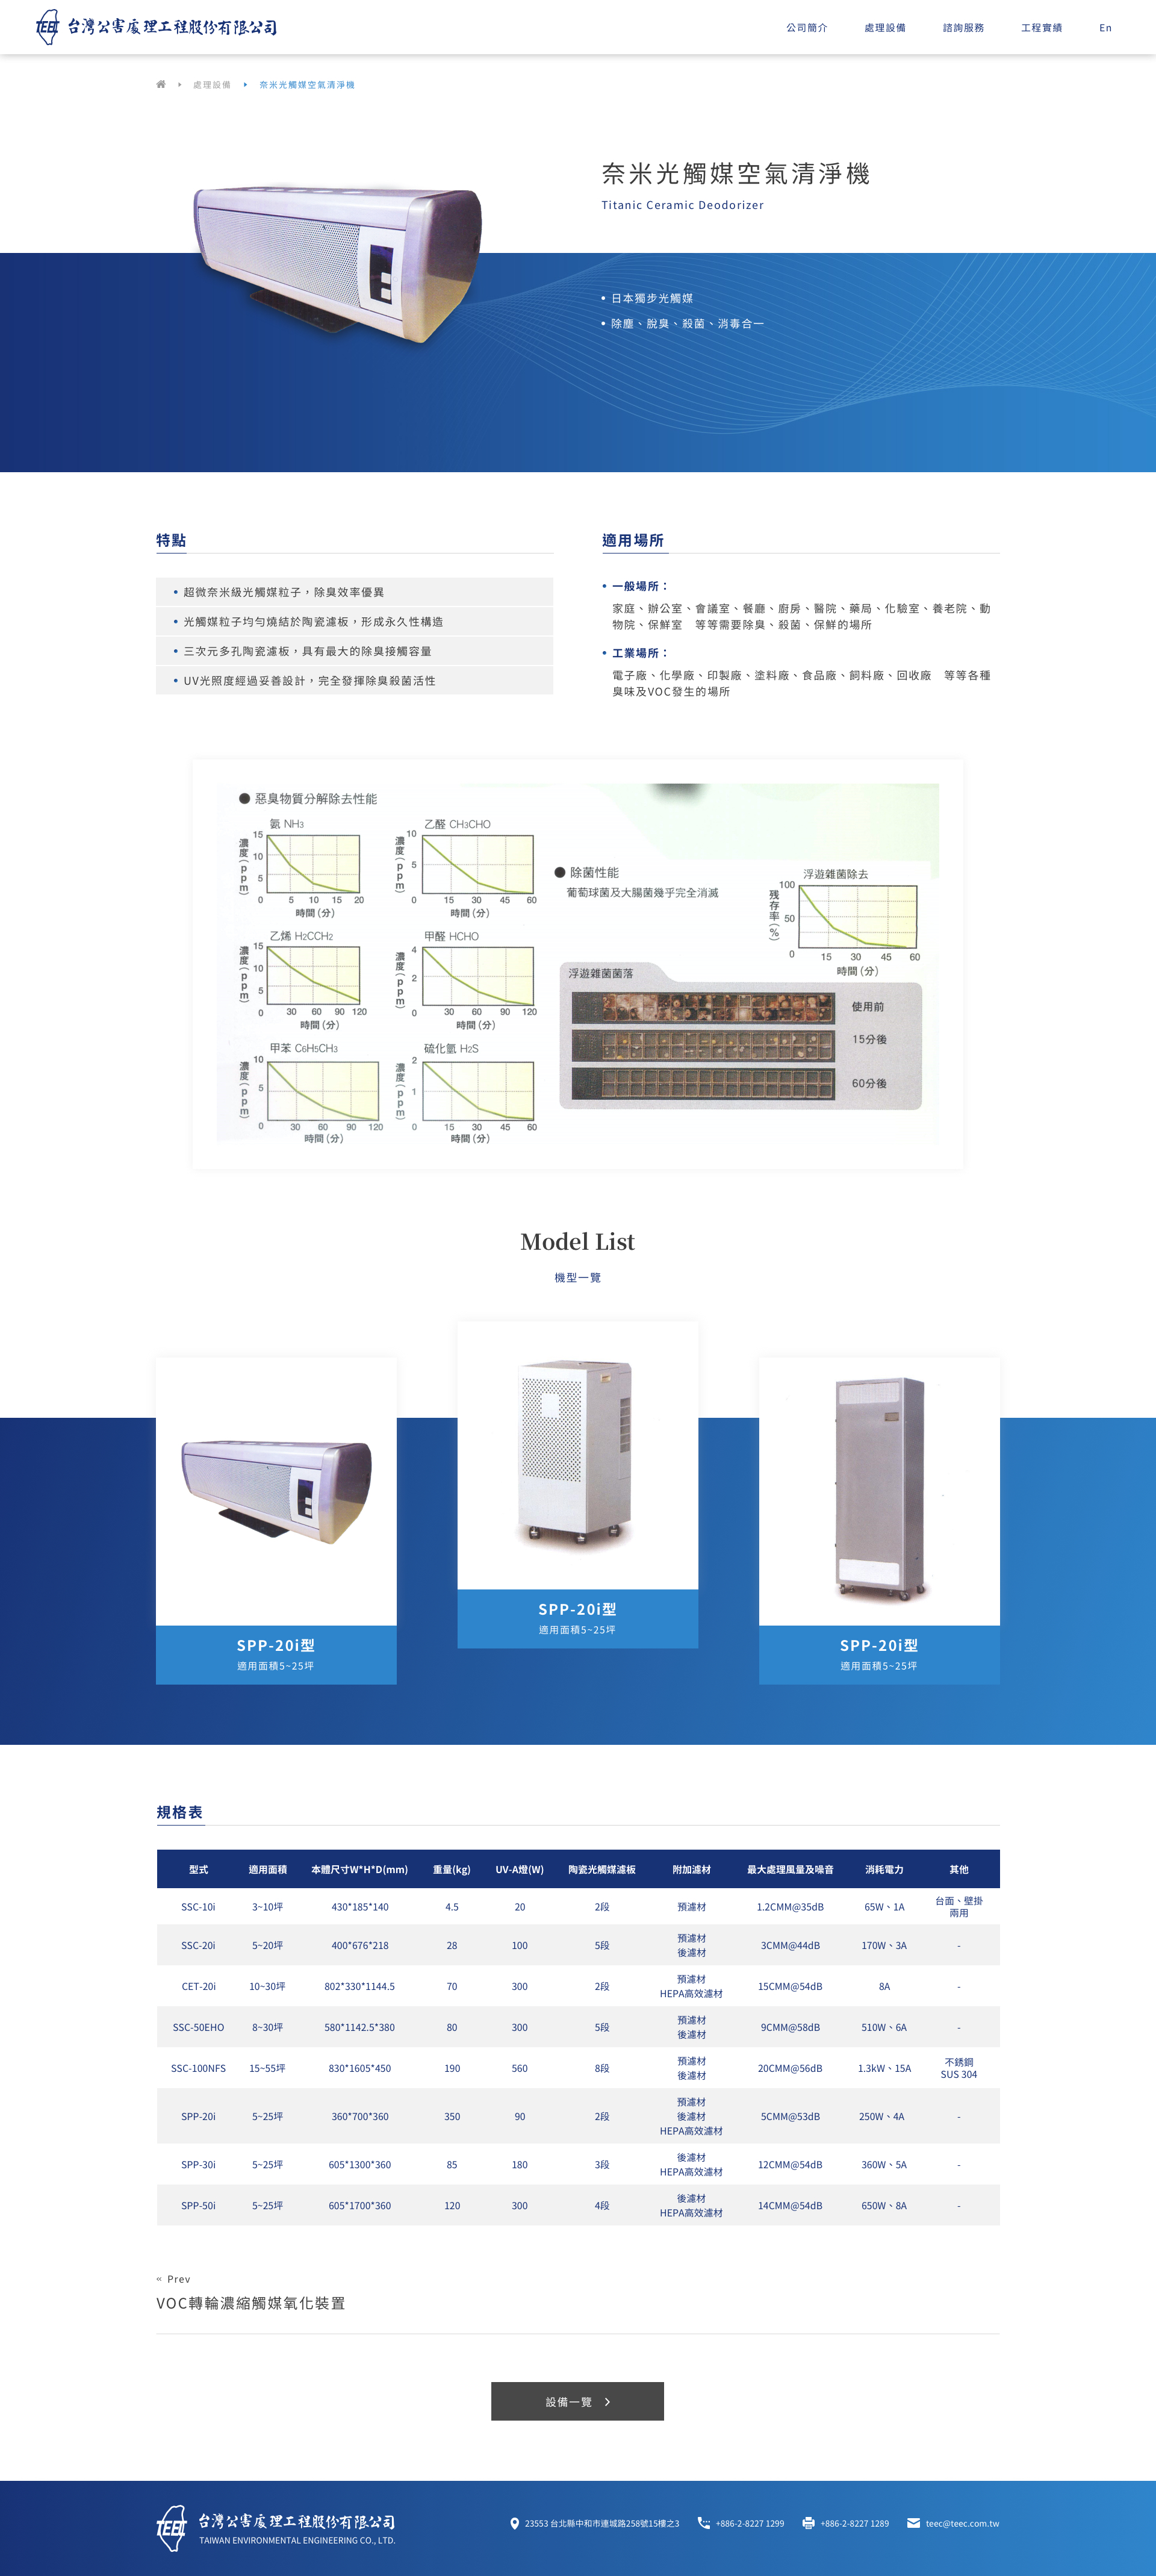 TEEC 台灣公害處理工程股份有限公司
公司簡介 處理設備 諮詢服務 工程實績 En
處理設備 奈米光觸媒空氣清淨機
奈米光觸媒空氣清淨機
Titanic Ceramic Deodorizer
日本獨步光觸媒
除塵、脫臭、殺菌、消毒合一
特點
超微奈米級光觸媒粒子，除臭效率優異
光觸媒粒子均勻燒結於陶瓷濾板，形成永久性構造
三次元多孔陶瓷濾板，具有最大的除臭接觸容量
UV光照度經過妥善設計，完全發揮除臭殺菌活性
適用場所
一般場所：
家庭、辦公室、會議室、餐廳、廚房、醫院、藥局、化驗室、養老院、動
物院、保鮮室　等等需要除臭、殺菌、保鮮的場所
工業場所：
電子廠、化學廠、印製廠、塗料廠、食品廠、飼料廠、回收廠　等等各種
臭味及VOC發生的場所
● 惡臭物質分解除去性能
氨 NH3
濃度(ppm)
15
10
5
0 5 10 15 20
時間(分)
乙醛 CH3CHO
濃度(ppm)
10
5
0 15 30 45 60
時間(分)
乙烯 H2CCH2
濃度(ppm)
15
10
5
0 30 60 90 120
時間(分)
甲醛 HCHO
濃度(ppm)
4
2
0 30 60 90 120
時間(分)
甲苯 C6H5CH3
濃度(ppm)
10
5
0 30 60 90 120
時間(分)
硫化氫 H2S
濃度(ppm)
2
1
0 15 30 45 60
時間(分)
● 除菌性能
葡萄球菌及大腸菌幾乎完全消滅
浮遊雜菌除去
残存率(%)
100
50
0 15 30 45 60
時間(分)
浮遊雜菌菌落
使用前
15分後
60分後
Model List
機型一覽
SPP-20i型
適用面積5~25坪
SPP-20i型
適用面積5~25坪
SPP-20i型
適用面積5~25坪
規格表
型式 適用面積 本體尺寸W*H*D(mm) 重量(kg) UV-A燈(W) 陶瓷光觸媒濾板 附加濾材 最大處理風量及噪音 消耗電力 其他
SSC-10i 3~10坪 430*185*140 4.5 20 2段 預濾材 1.2CMM@35dB 65W、1A 台面、壁掛
兩用
SSC-20i 5~20坪 400*676*218 28 100 5段 預濾材
後濾材 3CMM@44dB 170W、3A -
CET-20i 10~30坪 802*330*1144.5 70 300 2段 預濾材
HEPA高效濾材 15CMM@54dB 8A -
SSC-50EHO 8~30坪 580*1142.5*380 80 300 5段 預濾材
後濾材 9CMM@58dB 510W、6A -
SSC-100NFS 15~55坪 830*1605*450 190 560 8段 預濾材
後濾材 20CMM@56dB 1.3kW、15A 不銹鋼
SUS 304
SPP-20i 5~25坪 360*700*360 350 90 2段 預濾材
後濾材
HEPA高效濾材 5CMM@53dB 250W、4A -
SPP-30i 5~25坪 605*1300*360 85 180 3段 後濾材
HEPA高效濾材 12CMM@54dB 360W、5A -
SPP-50i 5~25坪 605*1700*360 120 300 4段 後濾材
HEPA高效濾材 14CMM@54dB 650W、8A -
« Prev
VOC轉輪濃縮觸媒氧化裝置
設備一覽
TEEC 台灣公害處理工程股份有限公司
TAIWAN ENVIRONMENTAL ENGINEERING CO., LTD.
23553 台北縣中和市連城路258號15樓之3 +886-2-8227 1299 +886-2-8227 1289 teec@teec.com.tw